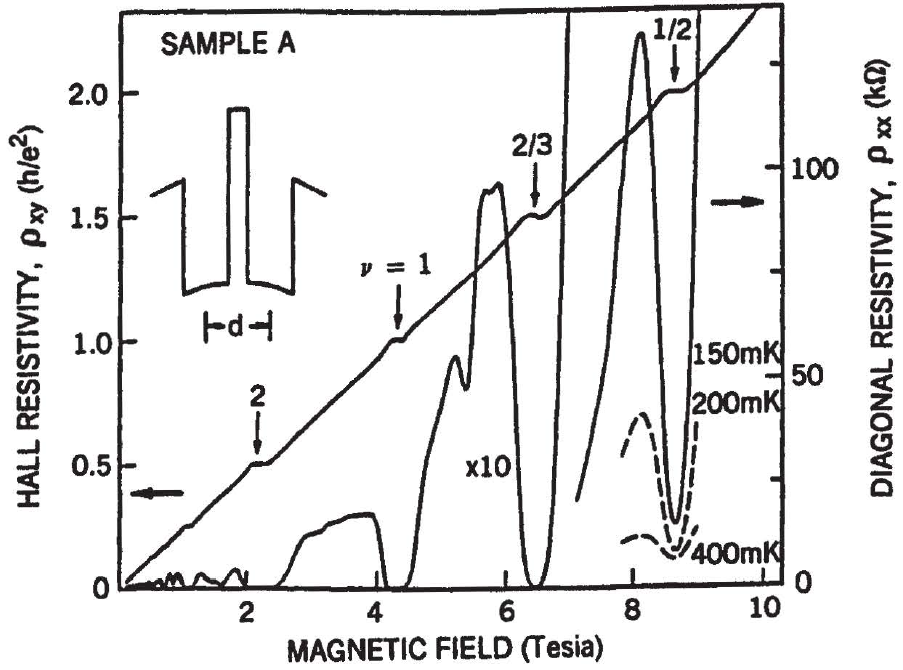 SAMPLE A
HALL RESISTIVITY, ρxy (h/e²)
2.0
1.5
1.0
0.5
0
d
2
ν = 1
2/3
1/2
x10
150mK
200mK
400mK
DIAGONAL RESISTIVITY, ρxx (kΩ)
100
50
0
2
4
6
8
10
MAGNETIC FIELD (Tesia)